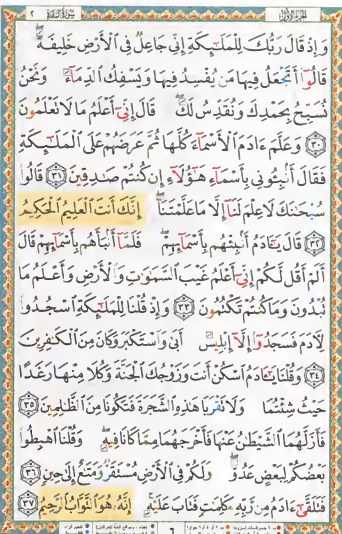 سورة البقرة ٢
وَإِذْ قَالَ رَبُّكَ لِلْمَلَٰٓئِكَةِ إِنِّي جَاعِلٌ فِي ٱلْأَرْضِ خَلِيفَةً ۖ
قَالُوٓا۟ أَتَجْعَلُ فِيهَا مَن يُفْسِدُ فِيهَا وَيَسْفِكُ ٱلدِّمَآءَ وَنَحْنُ
نُسَبِّحُ بِحَمْدِكَ وَنُقَدِّسُ لَكَ ۖ قَالَ إِنِّيٓ أَعْلَمُ مَا لَا تَعْلَمُونَ
٣٠ وَعَلَّمَ ءَادَمَ ٱلْأَسْمَآءَ كُلَّهَا ثُمَّ عَرَضَهُمْ عَلَى ٱلْمَلَٰٓئِكَةِ
فَقَالَ أَنۢبِـُٔونِي بِأَسْمَآءِ هَٰٓؤُلَآءِ إِن كُنتُمْ صَٰدِقِينَ ٣١ قَالُوا۟
سُبْحَٰنَكَ لَا عِلْمَ لَنَآ إِلَّا مَا عَلَّمْتَنَآ ۖ إِنَّكَ أَنتَ ٱلْعَلِيمُ ٱلْحَكِيمُ
٣٢ قَالَ يَٰٓـَٔادَمُ أَنۢبِئْهُم بِأَسْمَآئِهِمْ ۖ فَلَمَّآ أَنۢبَأَهُم بِأَسْمَآئِهِمْ قَالَ
أَلَمْ أَقُل لَّكُمْ إِنِّيٓ أَعْلَمُ غَيْبَ ٱلسَّمَٰوَٰتِ وَٱلْأَرْضِ وَأَعْلَمُ مَا
تُبْدُونَ وَمَا كُنتُمْ تَكْتُمُونَ ٣٣ وَإِذْ قُلْنَا لِلْمَلَٰٓئِكَةِ ٱسْجُدُوا۟
لِـَٔادَمَ فَسَجَدُوٓا۟ إِلَّآ إِبْلِيسَ أَبَىٰ وَٱسْتَكْبَرَ وَكَانَ مِنَ ٱلْكَٰفِرِينَ
٣٤ وَقُلْنَا يَٰٓـَٔادَمُ ٱسْكُنْ أَنتَ وَزَوْجُكَ ٱلْجَنَّةَ وَكُلَا مِنْهَا رَغَدًا
حَيْثُ شِئْتُمَا وَلَا تَقْرَبَا هَٰذِهِ ٱلشَّجَرَةَ فَتَكُونَا مِنَ ٱلظَّٰلِمِينَ ٣٥
فَأَزَلَّهُمَا ٱلشَّيْطَٰنُ عَنْهَا فَأَخْرَجَهُمَا مِمَّا كَانَا فِيهِ ۖ وَقُلْنَا ٱهْبِطُوا۟
بَعْضُكُمْ لِبَعْضٍ عَدُوٌّ ۖ وَلَكُمْ فِي ٱلْأَرْضِ مُسْتَقَرٌّ وَمَتَٰعٌ إِلَىٰ حِينٍ ٣٦
فَتَلَقَّىٰٓ ءَادَمُ مِن رَّبِّهِۦ كَلِمَٰتٍ فَتَابَ عَلَيْهِ ۚ إِنَّهُۥ هُوَ ٱلتَّوَّابُ ٱلرَّحِيمُ ٣٧
٦